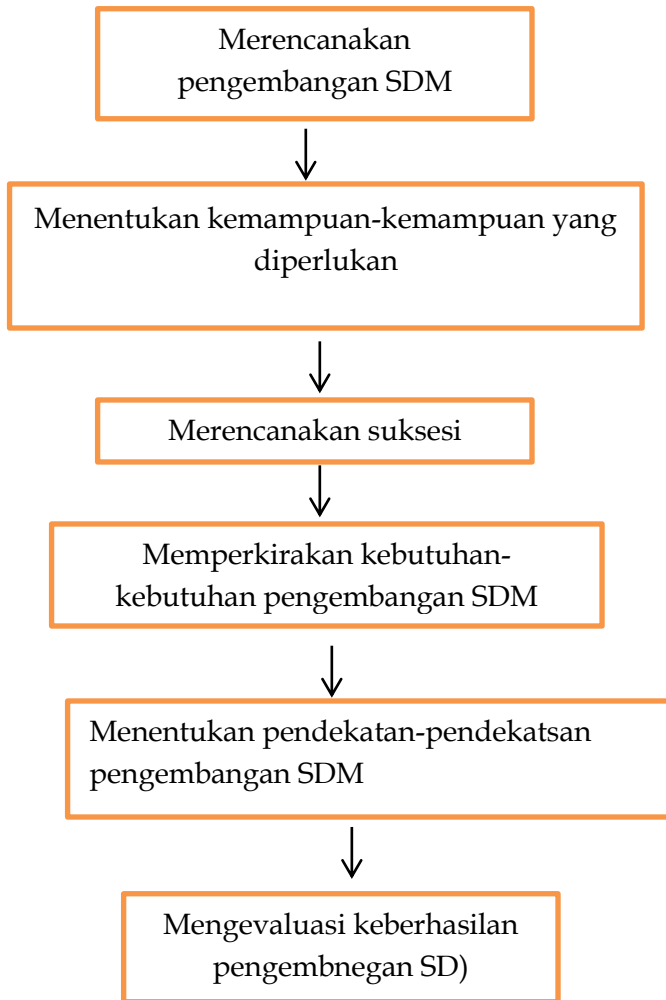 Merencanakan
pengembangan SDM
Menentukan kemampuan-kemampuan yang
diperlukan
Merencanakan suksesi
Memperkirakan kebutuhan-
kebutuhan pengembangan SDM
Menentukan pendekatan-pendekatsan
pengembangan SDM
Mengevaluasi keberhasilan
pengembnegan SD)